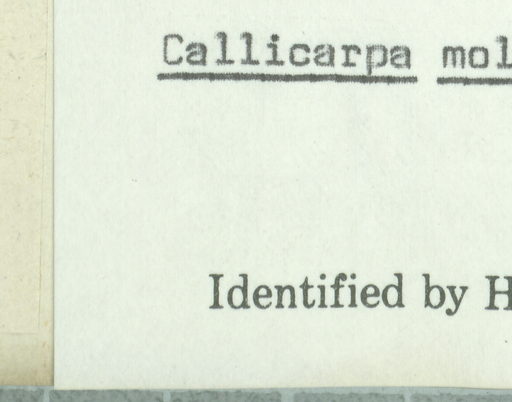 Callicarpa mol
Identified by H